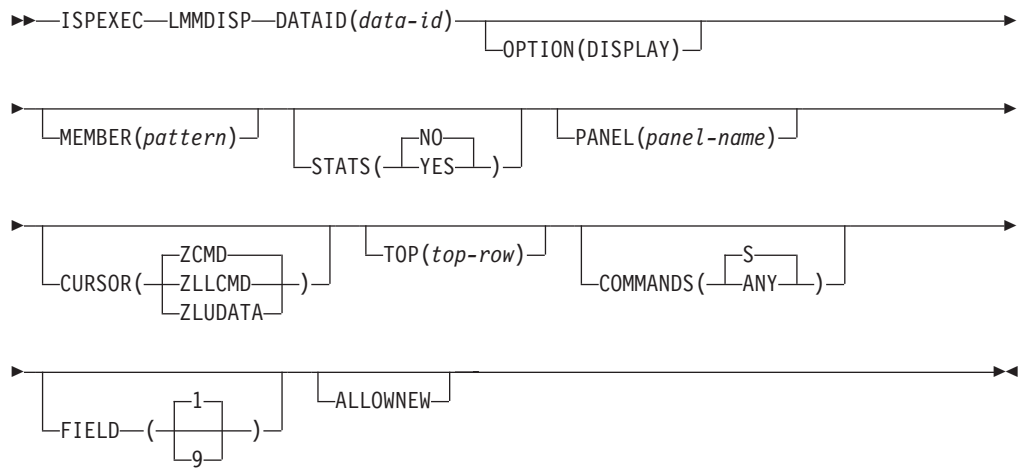 ISPEXEC LMMDISP DATAID(data-id)
OPTION(DISPLAY)
MEMBER(pattern)
STATS( NO YES )
PANEL(panel-name)
CURSOR( ZCMD ZLLCMD ZLUDATA )
TOP(top-row)
COMMANDS( S ANY )
FIELD ( 1 9 )
ALLOWNEW